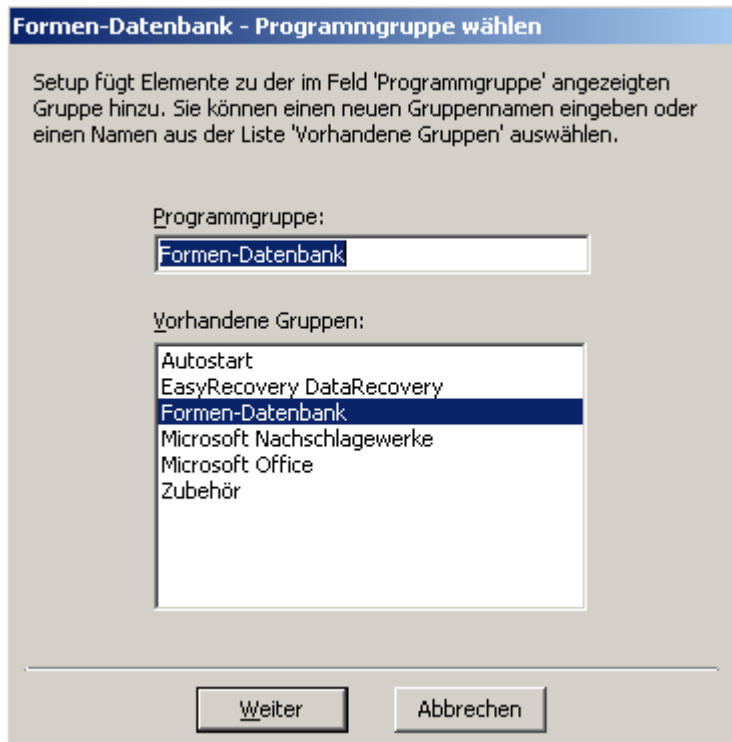 Formen-Datenbank - Programmgruppe wählen
Setup fügt Elemente zu der im Feld 'Programmgruppe' angezeigten
Gruppe hinzu. Sie können einen neuen Gruppennamen eingeben oder
einen Namen aus der Liste 'Vorhandene Gruppen' auswählen.
Programmgruppe:
Formen-Datenbank
Vorhandene Gruppen:
Autostart
EasyRecovery DataRecovery
Formen-Datenbank
Microsoft Nachschlagewerke
Microsoft Office
Zubehör
Weiter Abbrechen